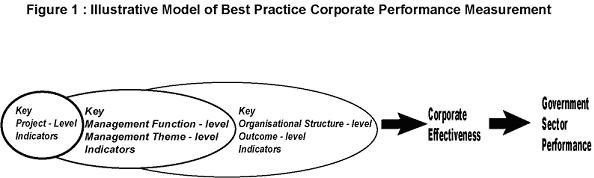 Figure 1 : Illustrative Model of Best Practice Corporate Performance Measurement
Key
Project - Level
Indicators
Key
Management Function - level
Management Theme - level
Indicators
Key
Organisational Structure - level
Outcome - level
Indicators
Corporate
Effectiveness
Government
Sector
Performance